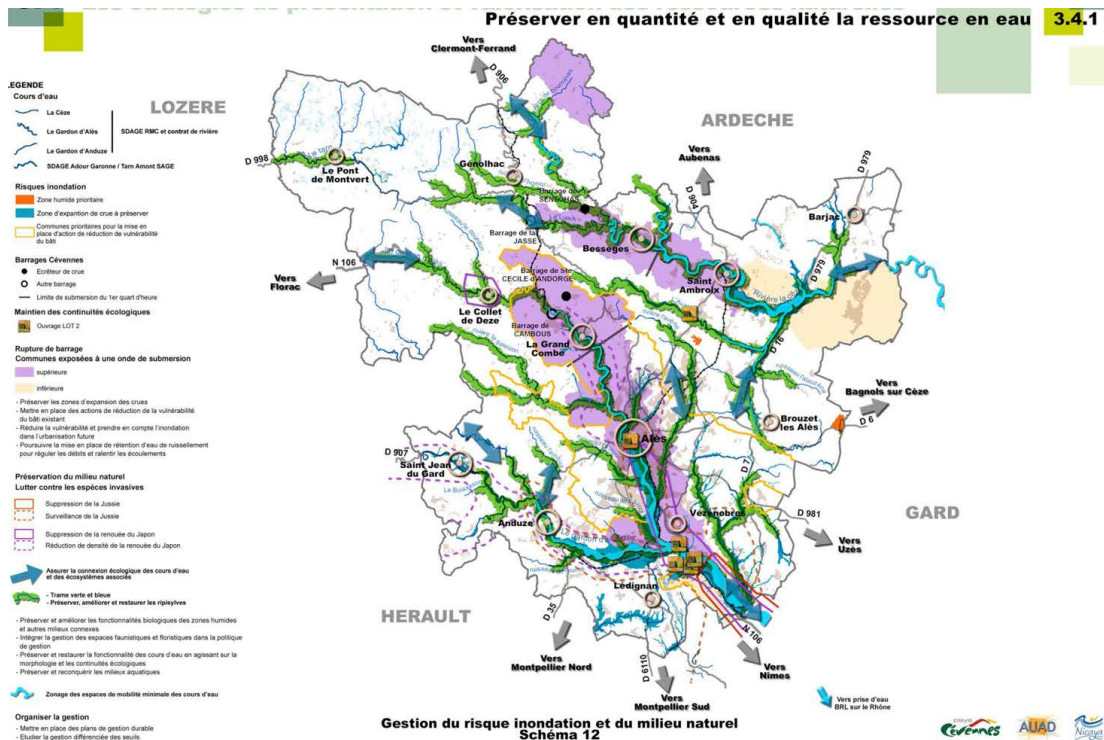 Préserver en quantité et en qualité la ressource en eau 3.4.1
LEGENDE
Cours d'eau
La Cèze
Le Gardon d'Alès
SDAGE RMC et contrat de rivière
Le Gardon d'Anduze
SDAGE Adour Garonne / Tarn Amont SAGE
Risques inondation
Zone humide prioritaire
Zone d'expantion de crue à préserver
Communes prioritaires pour la mise en
place d'action de réduction de vulnérabilité
du bâti
Barrages Cévennes
Ecrêteur de crue
Autre barrage
Limite de submersion du 1er quart d'heure
Maintien des continuités écologiques
Ouvrage LOT 2
Rupture de barrage
Communes exposées à une onde de submersion
supérieure
inférieure
- Préserver les zones d'expansion des crues
- Mettre en place des actions de réduction de la vulnérabilité
du bâti existant
- Réduire la vulnérabilité et prendre en compte l'inondation
dans l'urbanisation future
- Poursuivre la mise en place de rétention d'eau de ruissellement
pour réguler les débits et ralentir les écoulements
Préservation du milieu naturel
Lutter contre les espèces invasives
Suppression de la Jussie
Surveillance de la Jussie
Suppression de la renouée du Japon
Réduction de densité de la renouée du Japon
Assurer la connexion écologique des cours d'eau
et des écosystèmes associés
- Trame verte et bleue
- Préserver, améliorer et restaurer les ripisylves
- Préserver et améliorer les fonctionnalités biologiques des zones humides
et autres milieux connexes
- Intégrer la gestion des espaces faunistiques et floristiques dans la politique
de gestion
- Préserver et restaurer la fonctionnalité des cours d'eau en agissant sur la
morphologie et les continuités écologiques
- Préserver et reconquérir les milieux aquatiques
Zonage des espaces de mobilité minimale des cours d'eau
Organiser la gestion
- Mettre en place des plans de gestion durable
- Etudier la gestion différenciée des seuils
LOZERE
Vers
Clermont-Ferrand
D 906
ARDECHE
Vers
Aubenas
D 904
D 979
D 998
Le tarn
Le Pont
de Montvert
Génolhac
Barrage de
SENECHAS
Le Luech
Barjac
Barrage de la
JASSE
Bessèges
N 106
Vers
Florac
Barrage de Ste
CECILE d'ANDORGE
Saint
Ambroix
Rivière la cèze
D 979
Le Collet
de Deze
Barrage de
CAMBOUS
La Grand
Combe
D 16
Vers
Bagnols sur Cèze
D 6
Brouzet
les Alès
Alès
D 7
D 907
Saint Jean
du Gard
Anduze
Vézénobres
D 981
Vers
Uzès
GARD
Lédignan
HERAULT
D 35
Vers
Montpellier Nord
D 6110
Vers
Montpellier Sud
N 106
Vers
Nîmes
Vers prise d'eau
BRL sur le Rhône
Gestion du risque inondation et du milieu naturel
Schéma 12
pays
Cévennes
AUAD
Nicaya